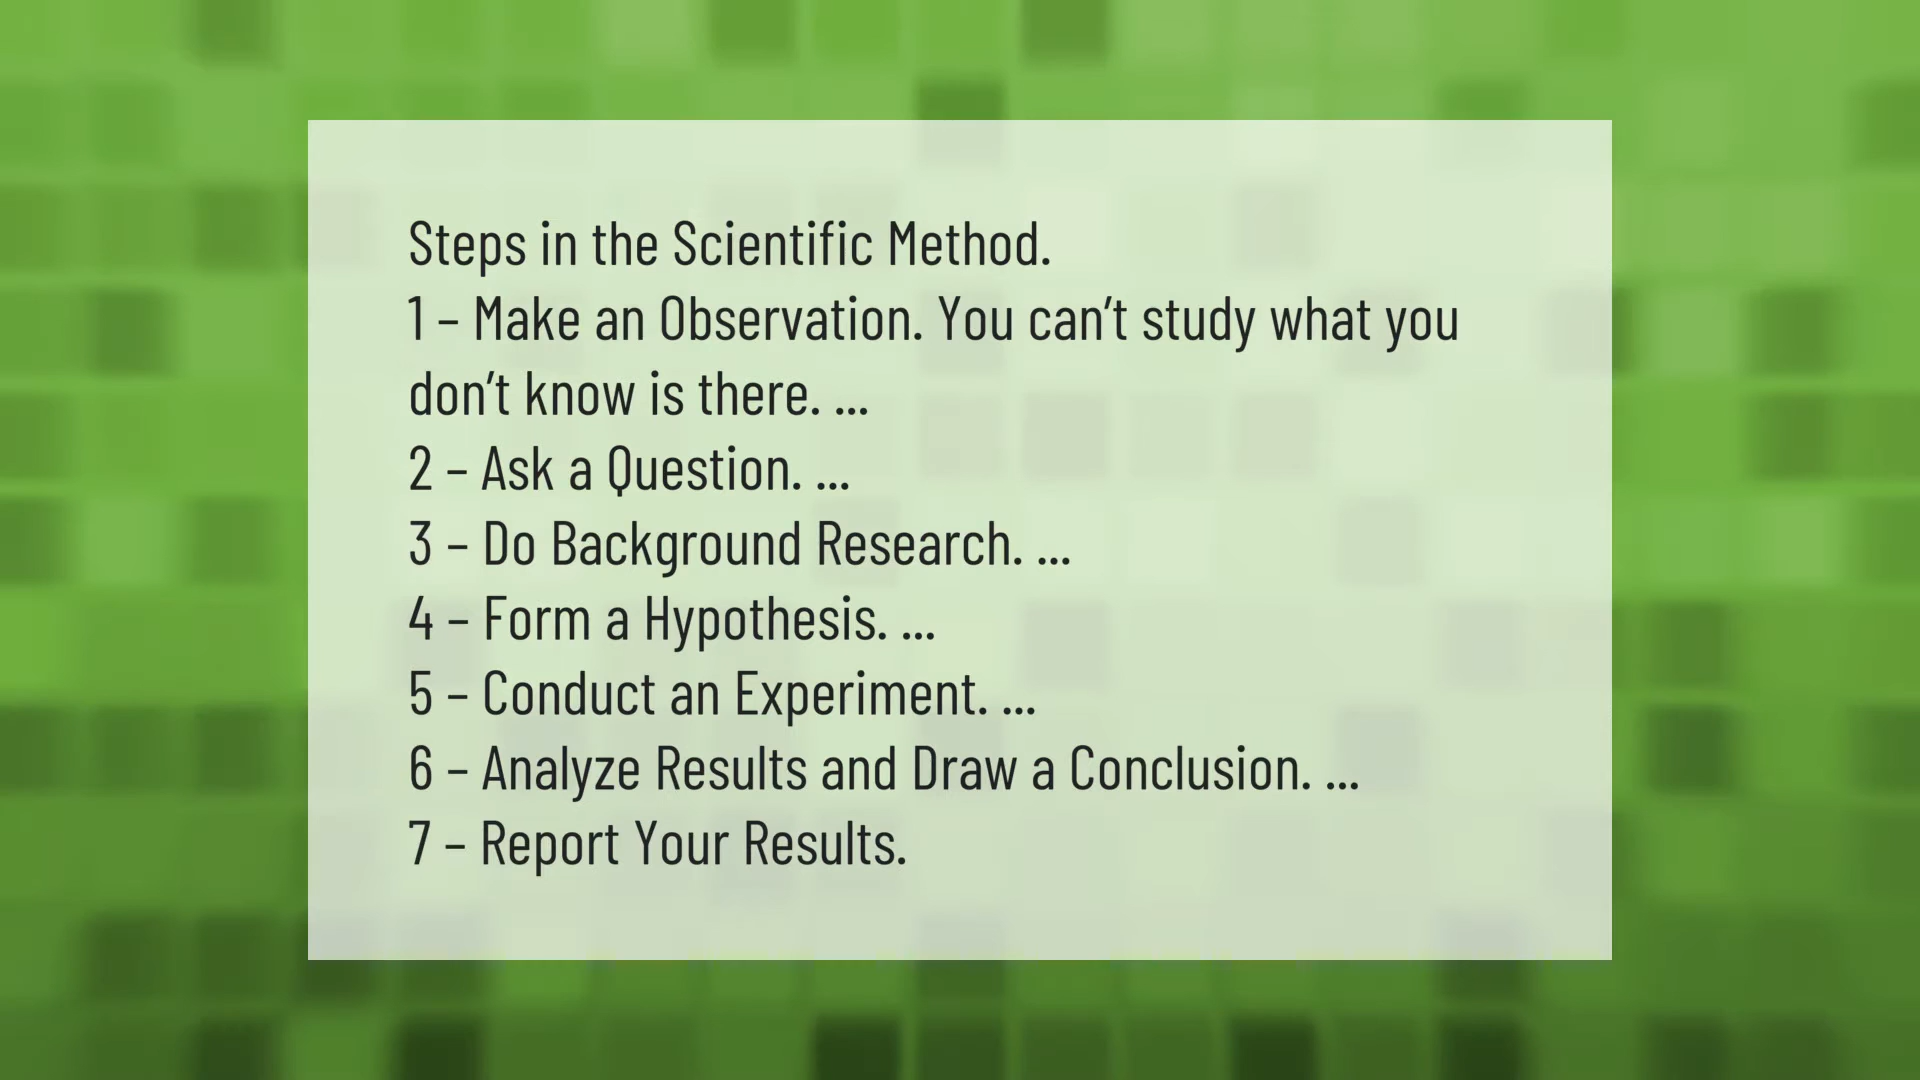 Steps in the Scientific Method.
1 – Make an Observation. You can’t study what you
don’t know is there. ...
2 – Ask a Question. ...
3 – Do Background Research. ...
4 – Form a Hypothesis. ...
5 – Conduct an Experiment. ...
6 – Analyze Results and Draw a Conclusion. ...
7 – Report Your Results.